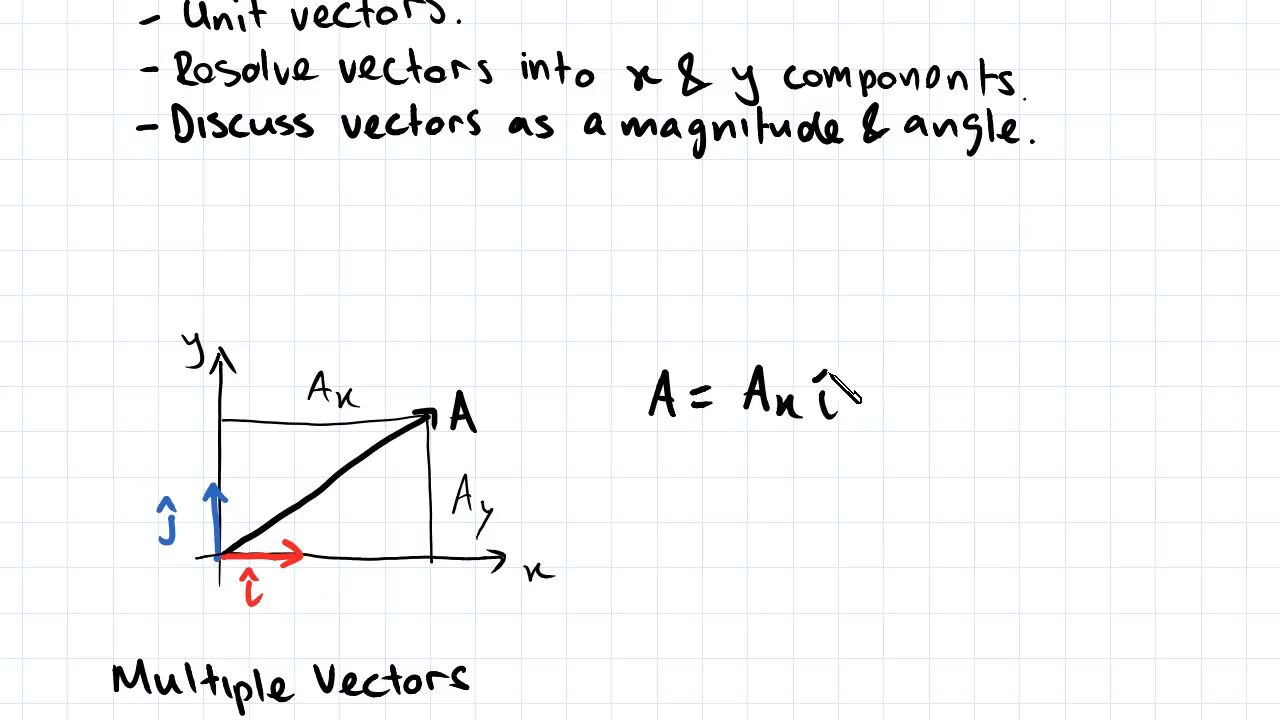 - Unit vectors.
- Resolve vectors into x & y components.
- Discuss vectors as a magnitude & angle.
y
Ax
A
A = Ax î
Ay
ĵ
x
î
Multiple Vectors